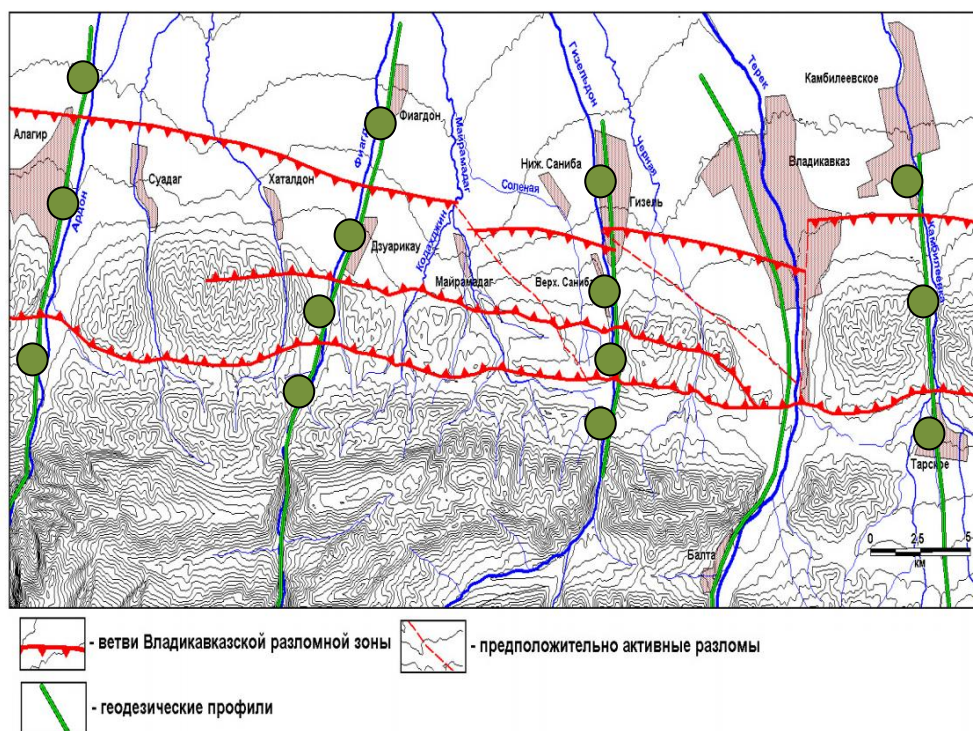 Камбилеевское
Гизельдон
Терек
Фиагдон
Майрамадаг
Черная
Алагир
Суадаг
Хаталдон
Ниж. Саниба
Владикавказ
Соленая
Гизель
Ардон
Дзуарикау
Майрамадаг
Верх. Саниба
Камбилеевка
Тарское
Балта
0 2.5 5
км
- ветви Владикавказской разломной зоны
- предположительно активные разломы
- геодезические профили